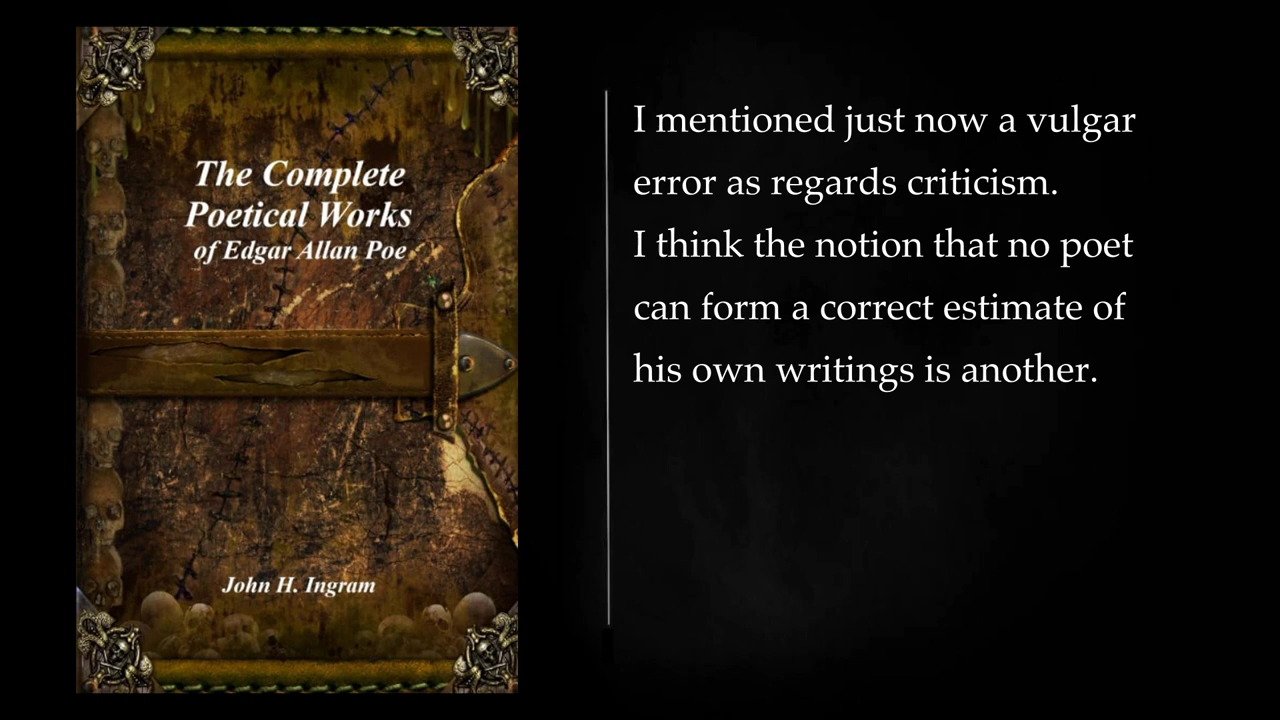 The Complete
Poetical Works
of Edgar Allan Poe
John H. Ingram
I mentioned just now a vulgar
error as regards criticism.
I think the notion that no poet
can form a correct estimate of
his own writings is another.